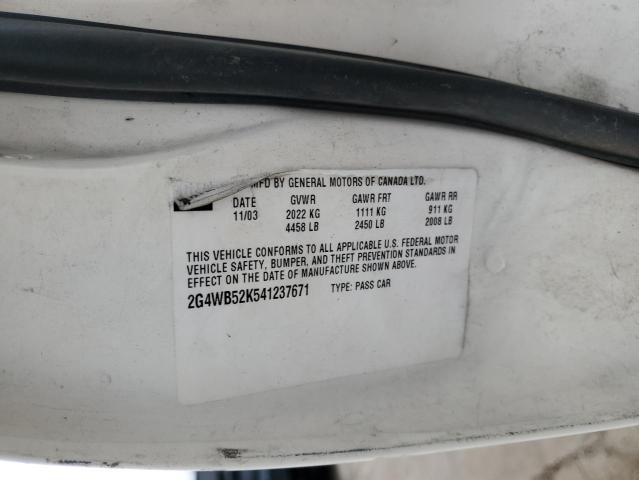 MFD BY GENERAL MOTORS OF CANADA LTD.
DATE GVWR GAWR FRT GAWR RR
11/03 2022 KG 1111 KG 911 KG
4458 LB 2450 LB 2008 LB
THIS VEHICLE CONFORMS TO ALL APPLICABLE U.S. FEDERAL MOTOR
VEHICLE SAFETY, BUMPER, AND THEFT PREVENTION STANDARDS IN
EFFECT ON THE DATE OF MANUFACTURE SHOWN ABOVE.
2G4WB52K541237671 TYPE: PASS CAR